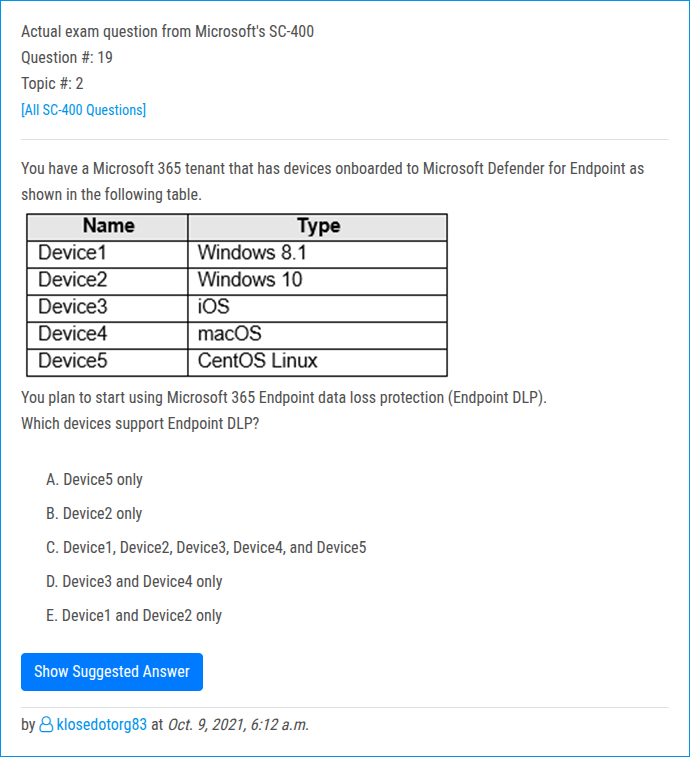 Actual exam question from Microsoft's SC-400
Question #: 19
Topic #: 2
[All SC-400 Questions]
You have a Microsoft 365 tenant that has devices onboarded to Microsoft Defender for Endpoint as
shown in the following table.
Name Type
Device1 Windows 8.1
Device2 Windows 10
Device3 iOS
Device4 macOS
Device5 CentOS Linux
You plan to start using Microsoft 365 Endpoint data loss protection (Endpoint DLP).
Which devices support Endpoint DLP?
A. Device5 only
B. Device2 only
C. Device1, Device2, Device3, Device4, and Device5
D. Device3 and Device4 only
E. Device1 and Device2 only
Show Suggested Answer
by klosedotorg83 at Oct. 9, 2021, 6:12 a.m.